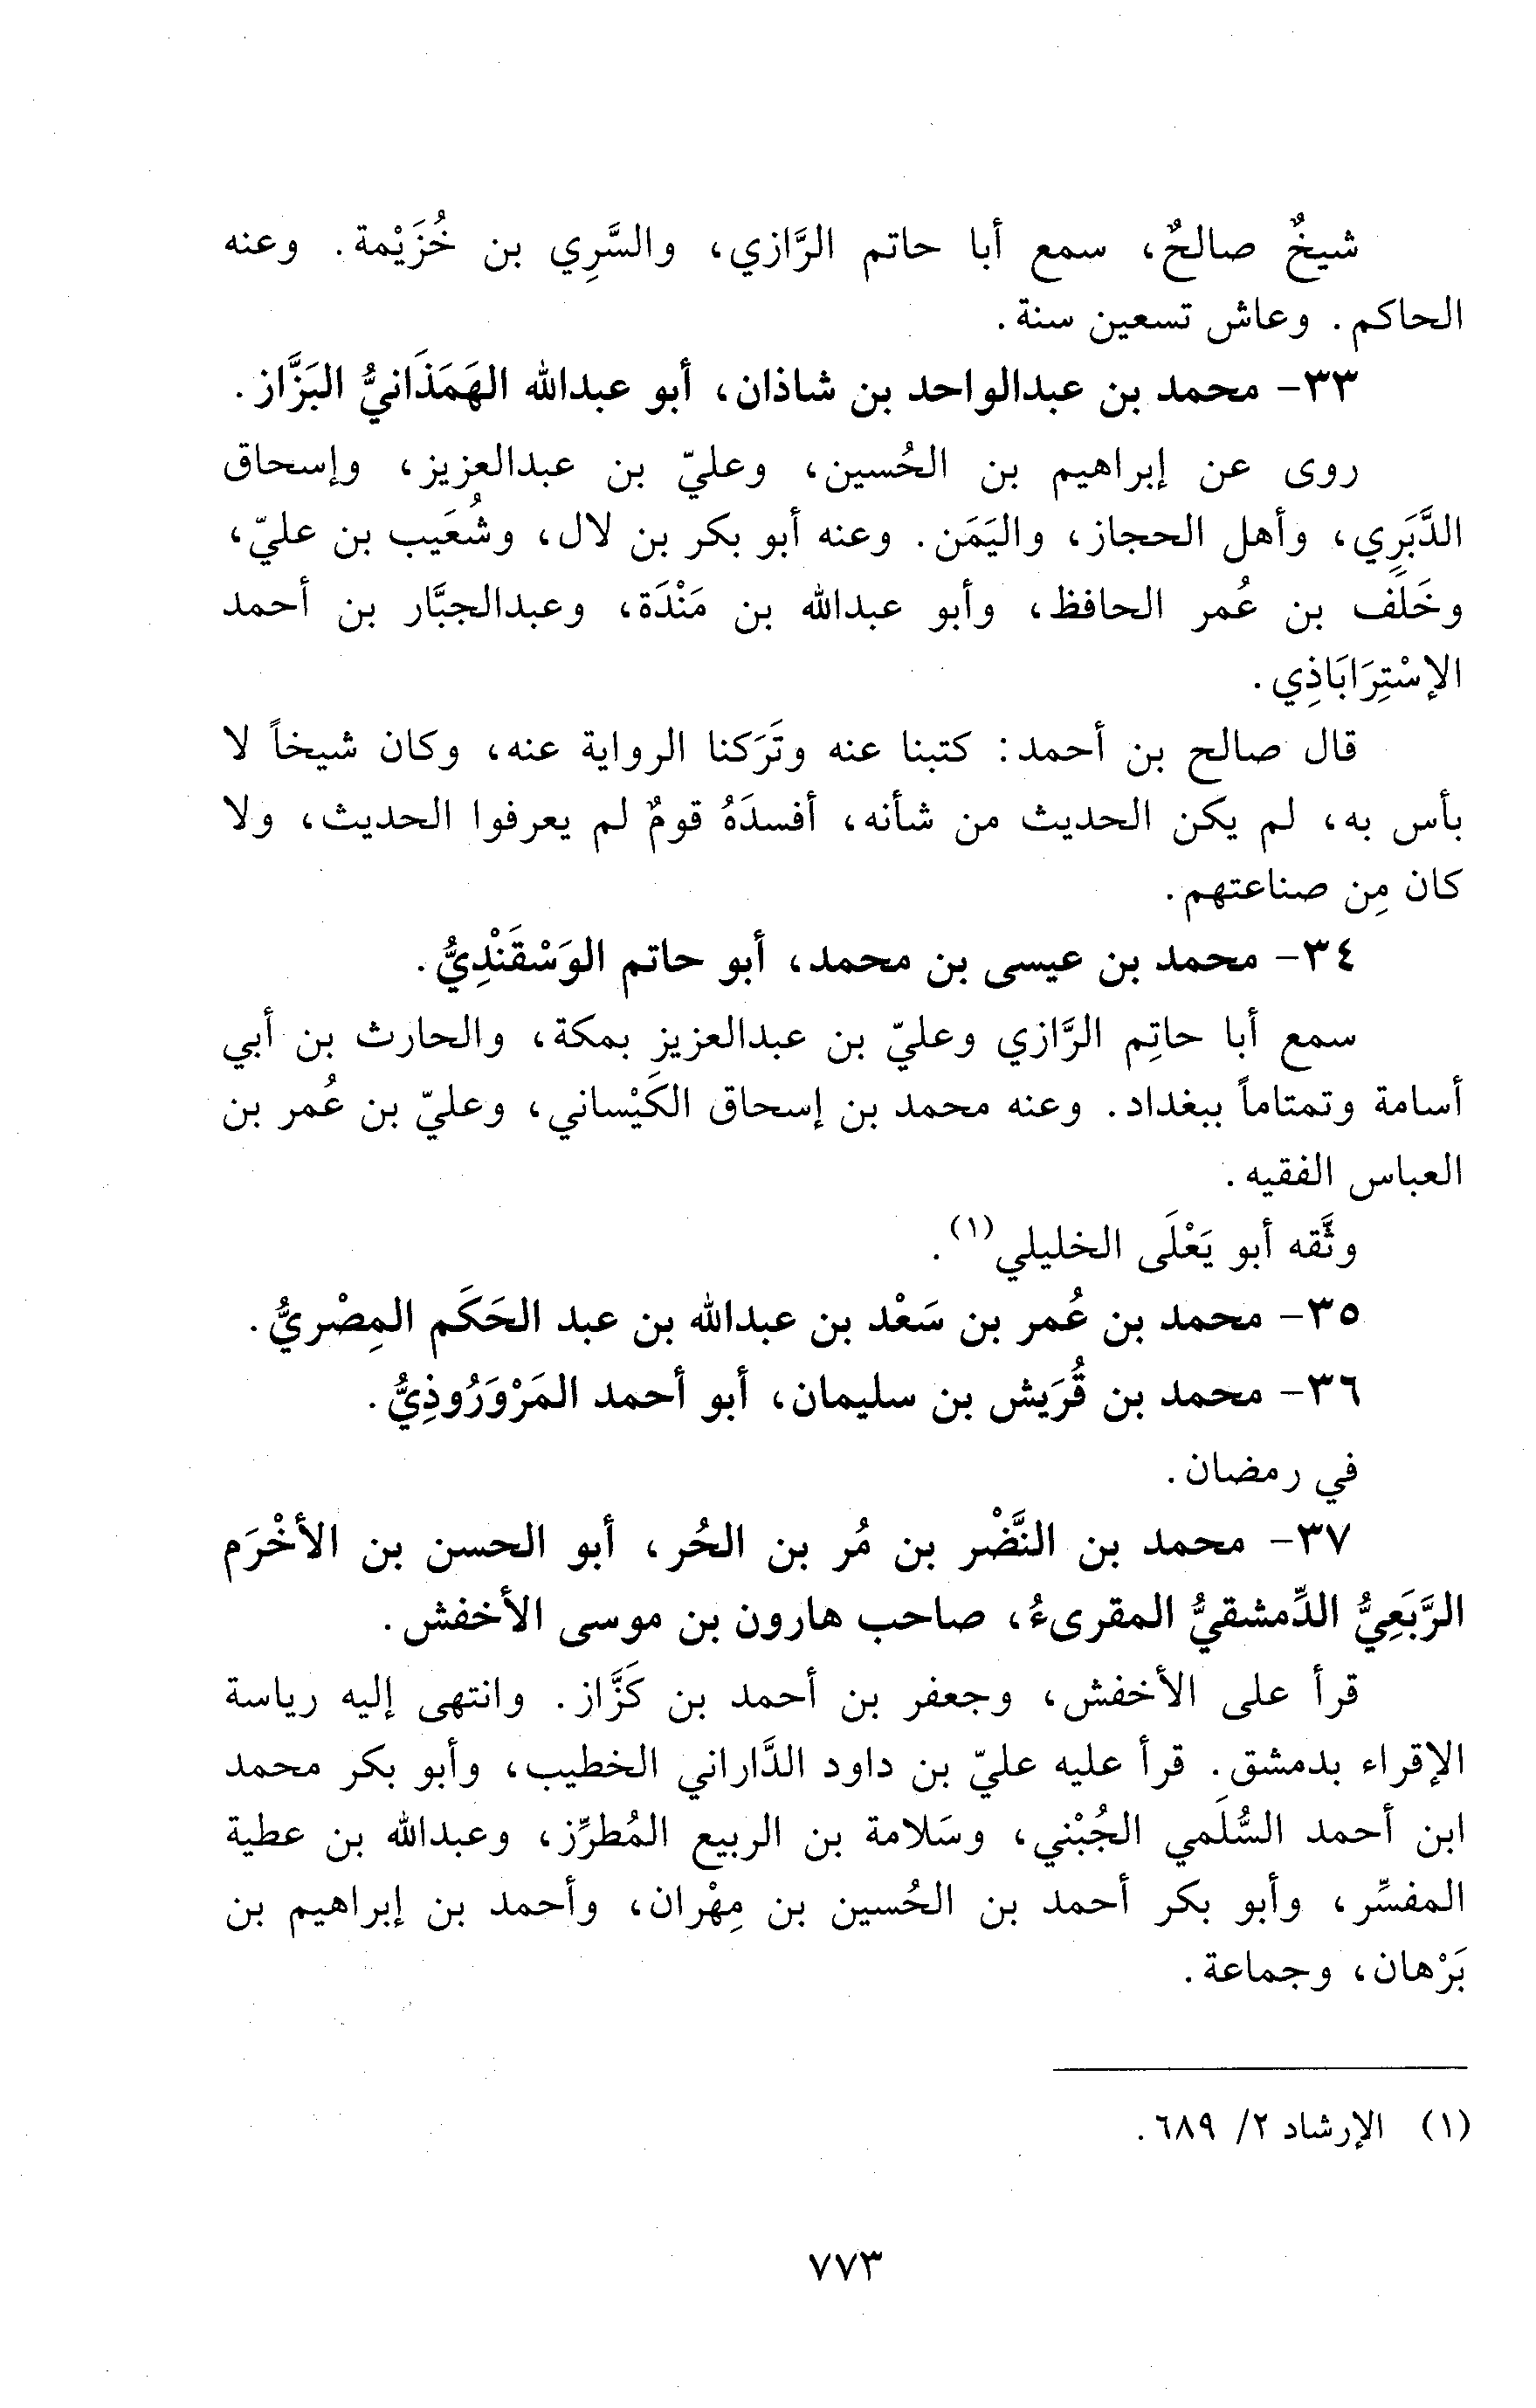 شيخٌ صالحٌ، سمع أبا حاتم الرَّازي، والسَّرِي بن خُزَيْمة. وعنه
الحاكم. وعاش تسعين سنة.
٣٣- محمد بن عبدالواحد بن شاذان، أبو عبدالله الهَمَذَانيُّ البَزَّاز.
روى عن إبراهيم بن الحُسين، وعليّ بن عبدالعزيز، وإسحاق
الدَّبَرِي، وأهل الحجاز، واليَمَن. وعنه أبو بكر بن لال، وشُعَيب بن عليّ،
وخَلَف بن عُمر الحافظ، وأبو عبدالله بن مَنْدَة، وعبدالجبَّار بن أحمد
الإسْتِرَابَاذِي.
قال صالح بن أحمد: كتبنا عنه وتَرَكنا الرواية عنه، وكان شيخاً لا
بأس به، لم يكن الحديث من شأنه، أفسدَهُ قومٌ لم يعرفوا الحديث، ولا
كان مِن صناعتهم.
٣٤- محمد بن عيسى بن محمد، أبو حاتم الوَسْقَنْدِيُّ.
سمع أبا حاتِم الرَّازي وعليّ بن عبدالعزيز بمكة، والحارث بن أبي
أسامة وتمتاماً ببغداد. وعنه محمد بن إسحاق الكَيْساني، وعليّ بن عُمر بن
العباس الفقيه.
وثَّقه أبو يَعْلَى الخليلي(١).
٣٥- محمد بن عُمر بن سَعْد بن عبدالله بن عبد الحَكَم المِصْريُّ.
٣٦- محمد بن قُرَيش بن سليمان، أبو أحمد المَرْوَرُوذِيُّ.
في رمضان.
٣٧- محمد بن النَّضْر بن مُر بن الحُر، أبو الحسن بن الأخْرَم
الرَّبَعِيُّ الدِّمشقيُّ المقرىءُ، صاحب هارون بن موسى الأخفش.
قرأ على الأخفش، وجعفر بن أحمد بن كَزَّاز. وانتهى إليه رياسة
الإقراء بدمشق. قرأ عليه عليّ بن داود الدَّاراني الخطيب، وأبو بكر محمد
ابن أحمد السُّلَمي الجُبْني، وسَلامة بن الربيع المُطرِّز، وعبدالله بن عطية
المفسِّر، وأبو بكر أحمد بن الحُسين بن مِهْران، وأحمد بن إبراهيم بن
بَرْهان، وجماعة.
(١) الإرشاد ٢/ ٦٨٩.
٧٧٣